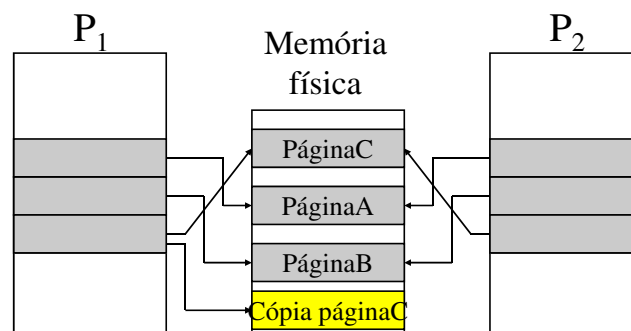 P₁
Memória
física
P₂
PáginaC
PáginaA
PáginaB
Cópia páginaC